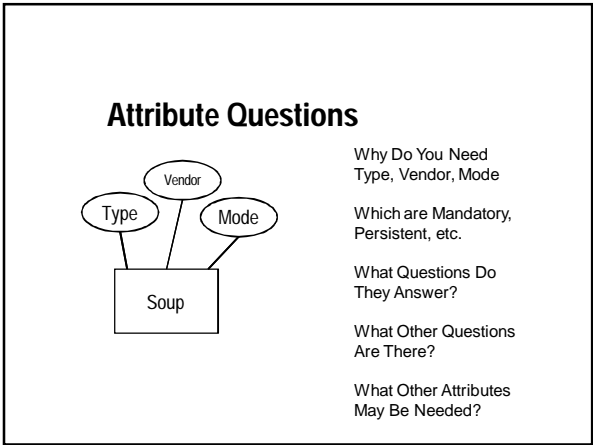 Attribute Questions
Vendor
Type
Mode
Soup
Why Do You Need
Type, Vendor, Mode
Which are Mandatory,
Persistent, etc.
What Questions Do
They Answer?
What Other Questions
Are There?
What Other Attributes
May Be Needed?